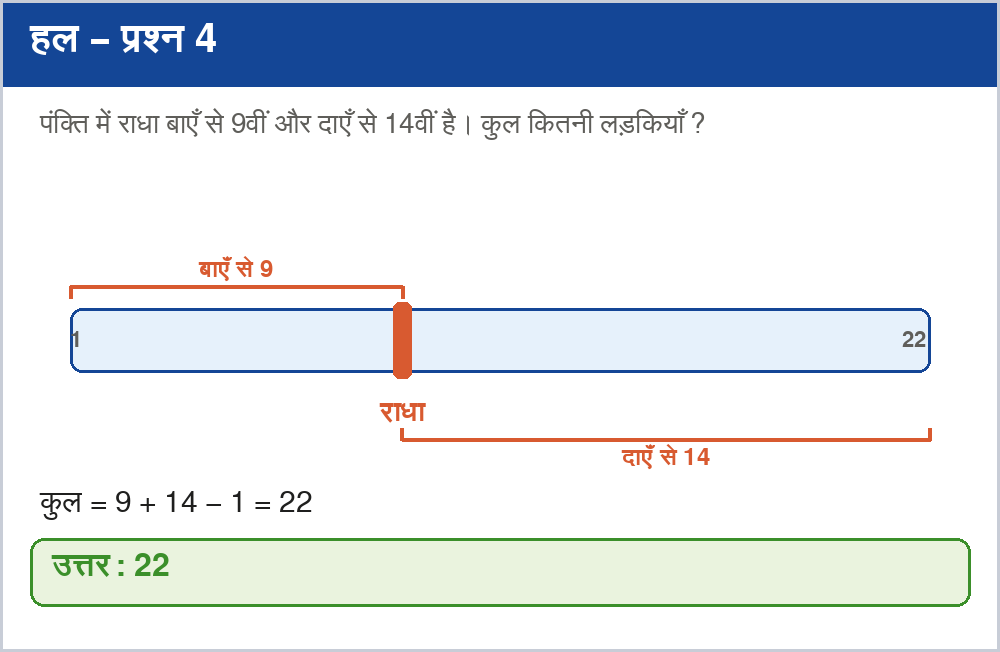 हल – प्रश्न 4
पंक्ति में राधा बाएँ से 9वीं और दाएँ से 14वीं है। कुल कितनी लड़कियाँ?
बाएँ से 9
1
22
राधा
दाएँ से 14
कुल = 9 + 14 – 1 = 22
उत्तर : 22